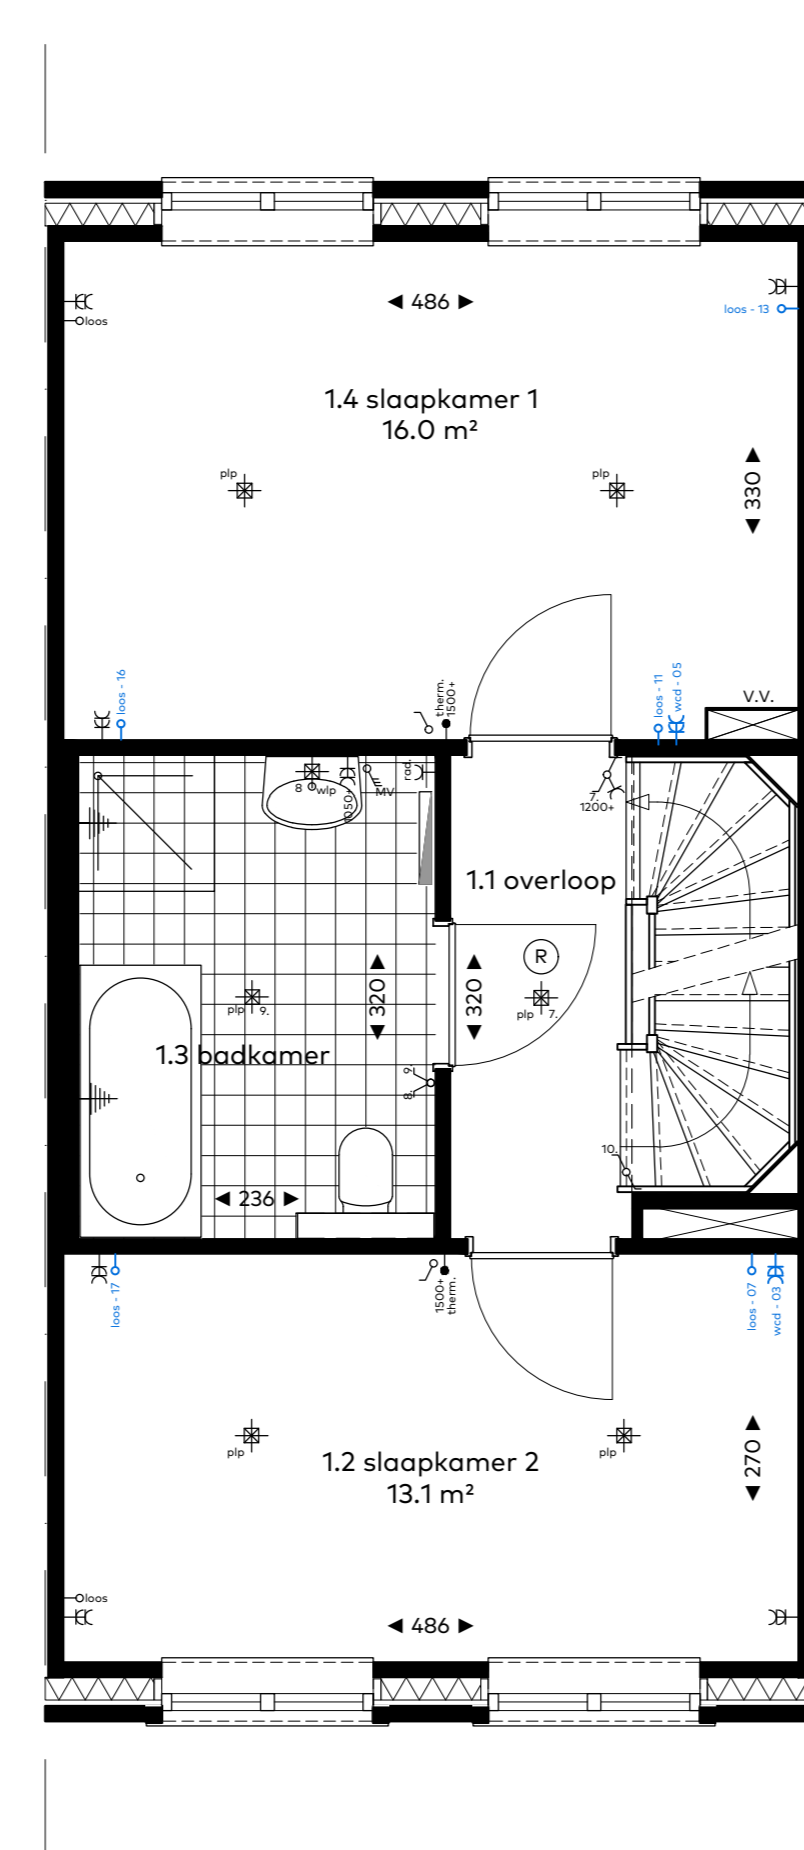 486
loos
loos - 13
1.4 slaapkamer 1
16.0 m²
plp
plp
330
loos - 16
therm.
1500+
loos - 11
wcd - 05
V.V.
8
wlp
1050+
MV
rad.
7.
1200+
1.1 overloop
R
320
320
plp
9.
plp
7.
1.3 badkamer
9.
8.
10.
236
loos - 17
1500+
therm.
loos - 07
wcd - 03
plp
plp
1.2 slaapkamer 2
13.1 m²
270
loos
486